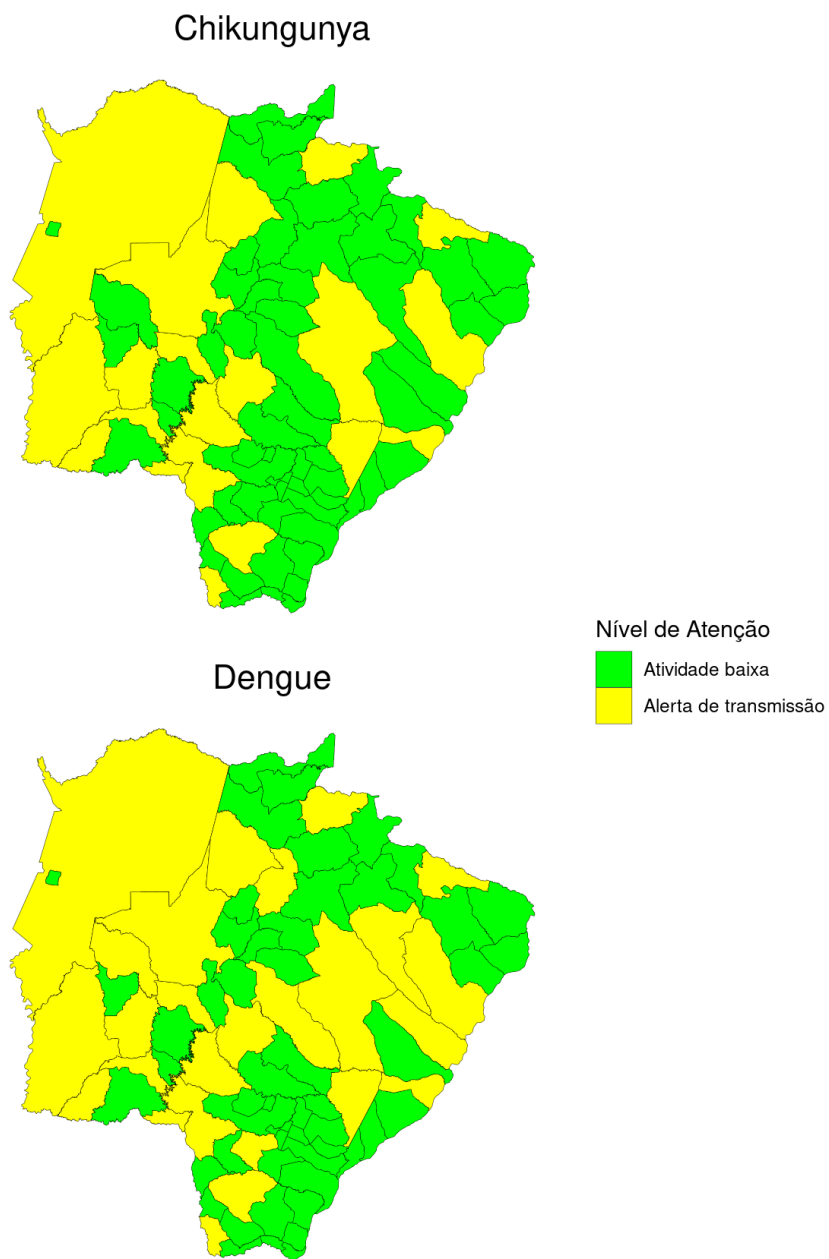 Chikungunya
Nível de Atenção
Atividade baixa
Alerta de transmissão
Dengue